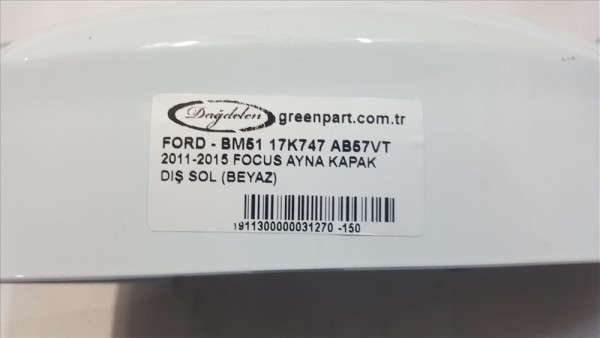 Dağdelen greenpart.com.tr
FORD - BM51 17K747 AB57VT
2011-2015 FOCUS AYNA KAPAK
DIŞ SOL (BEYAZ)
1911300000031270 -150